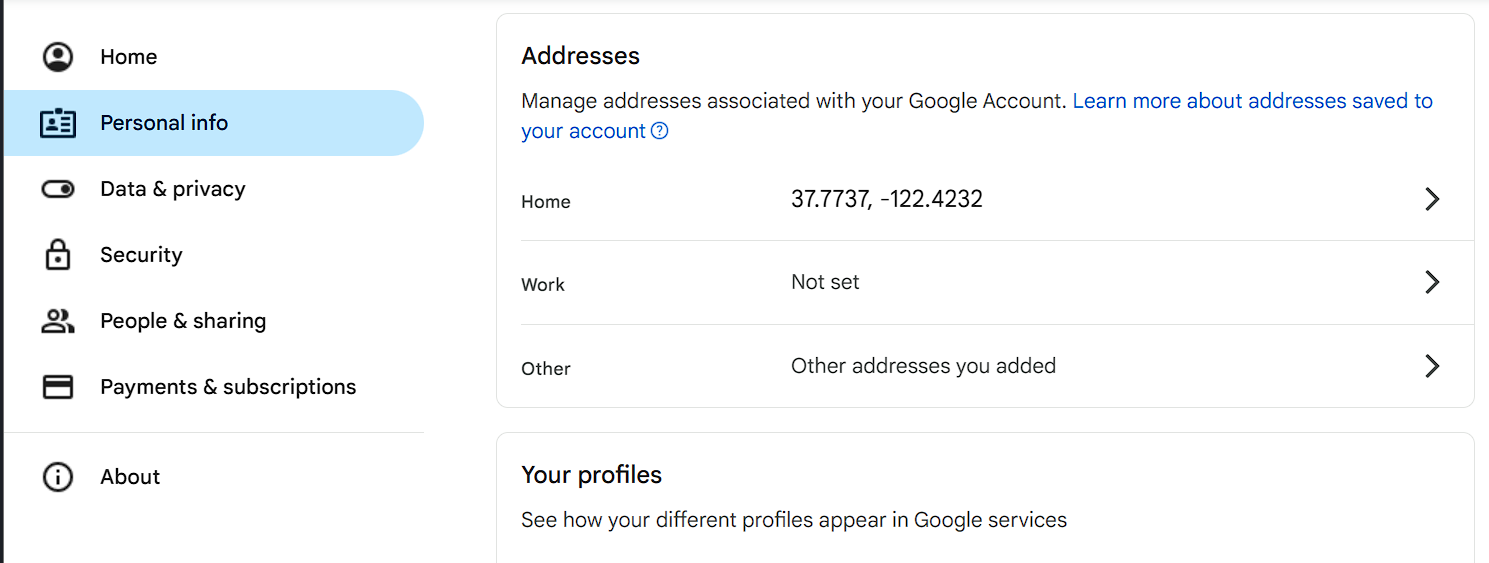 Home
Personal info
Data & privacy
Security
People & sharing
Payments & subscriptions
About
Addresses
Manage addresses associated with your Google Account. Learn more about addresses saved to
your account
Home 37.7737, -122.4232
Work Not set
Other Other addresses you added
Your profiles
See how your different profiles appear in Google services